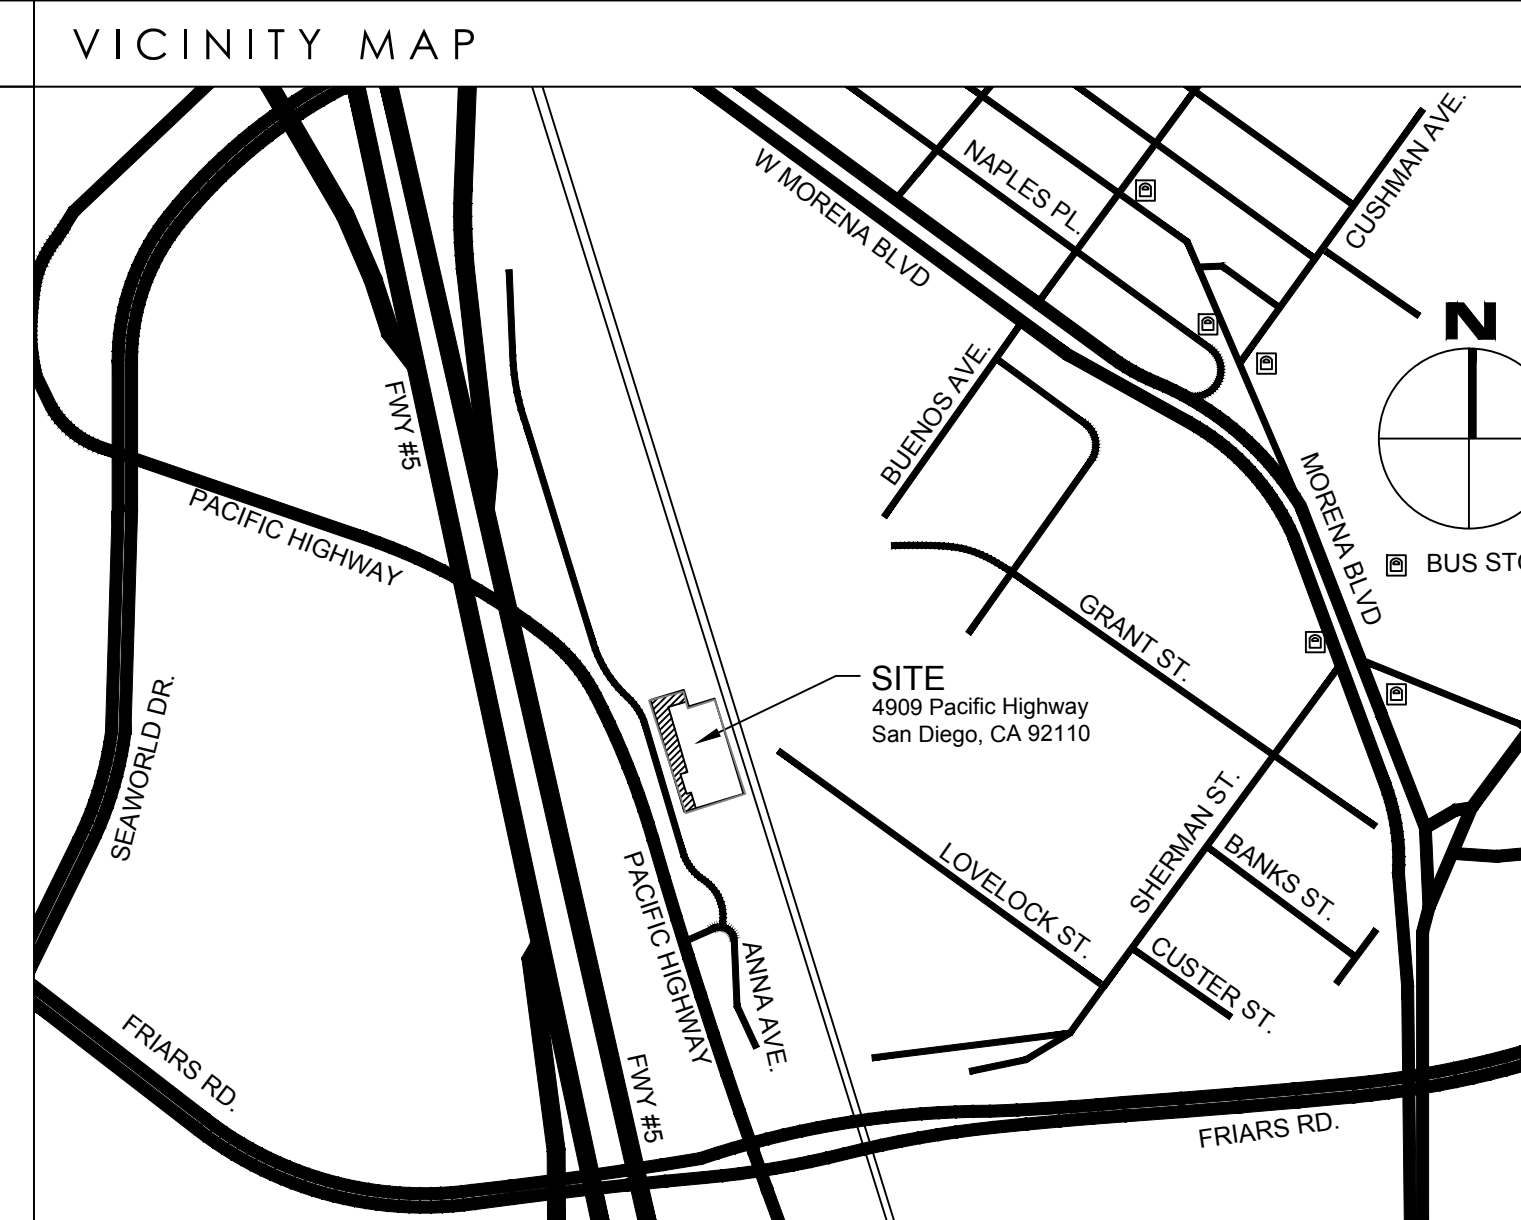 VICINITY MAP
CUSHMAN AVE.
NAPLES PL.
W MORENA BLVD
N
BUENOS AVE.
FWY #5
MORENA BLVD
PACIFIC HIGHWAY
BUS STO
GRANT ST.
SITE
4909 Pacific Highway
San Diego, CA 92110
SEAWORLD DR.
SHERMAN ST.
BANKS ST.
LOVELOCK ST.
PACIFIC HIGHWAY
CUSTER ST.
ANNA AVE.
FRIARS RD.
FWY #5
FRIARS RD.